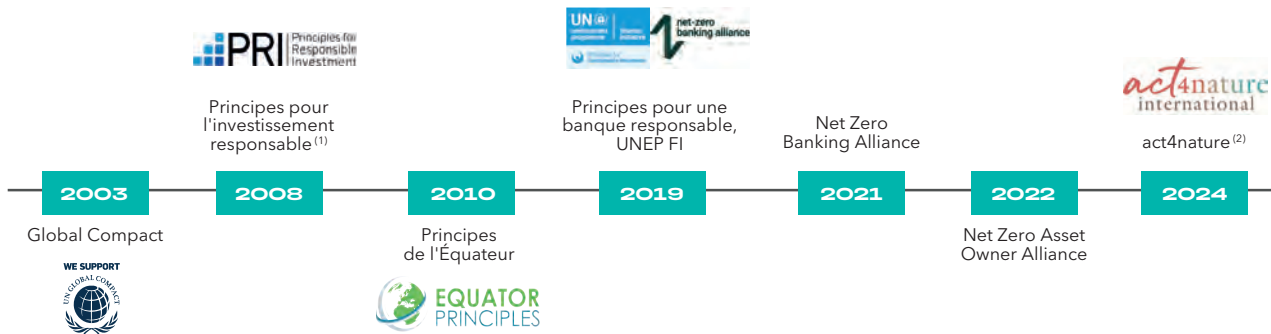 PRI
Principles for
Responsible
Investment
Principes pour
l'investissement
responsable (1)
UN
net-zero
banking alliance
Principes pour une
banque responsable,
UNEP FI
Net Zero
Banking Alliance
act4nature
international
act4nature (2)
2003
2008
2010
2019
2021
2022
2024
Global Compact
WE SUPPORT
UN GLOBAL COMPACT
Principes
de l'Équateur
EQUATOR
PRINCIPLES
Net Zero Asset
Owner Alliance